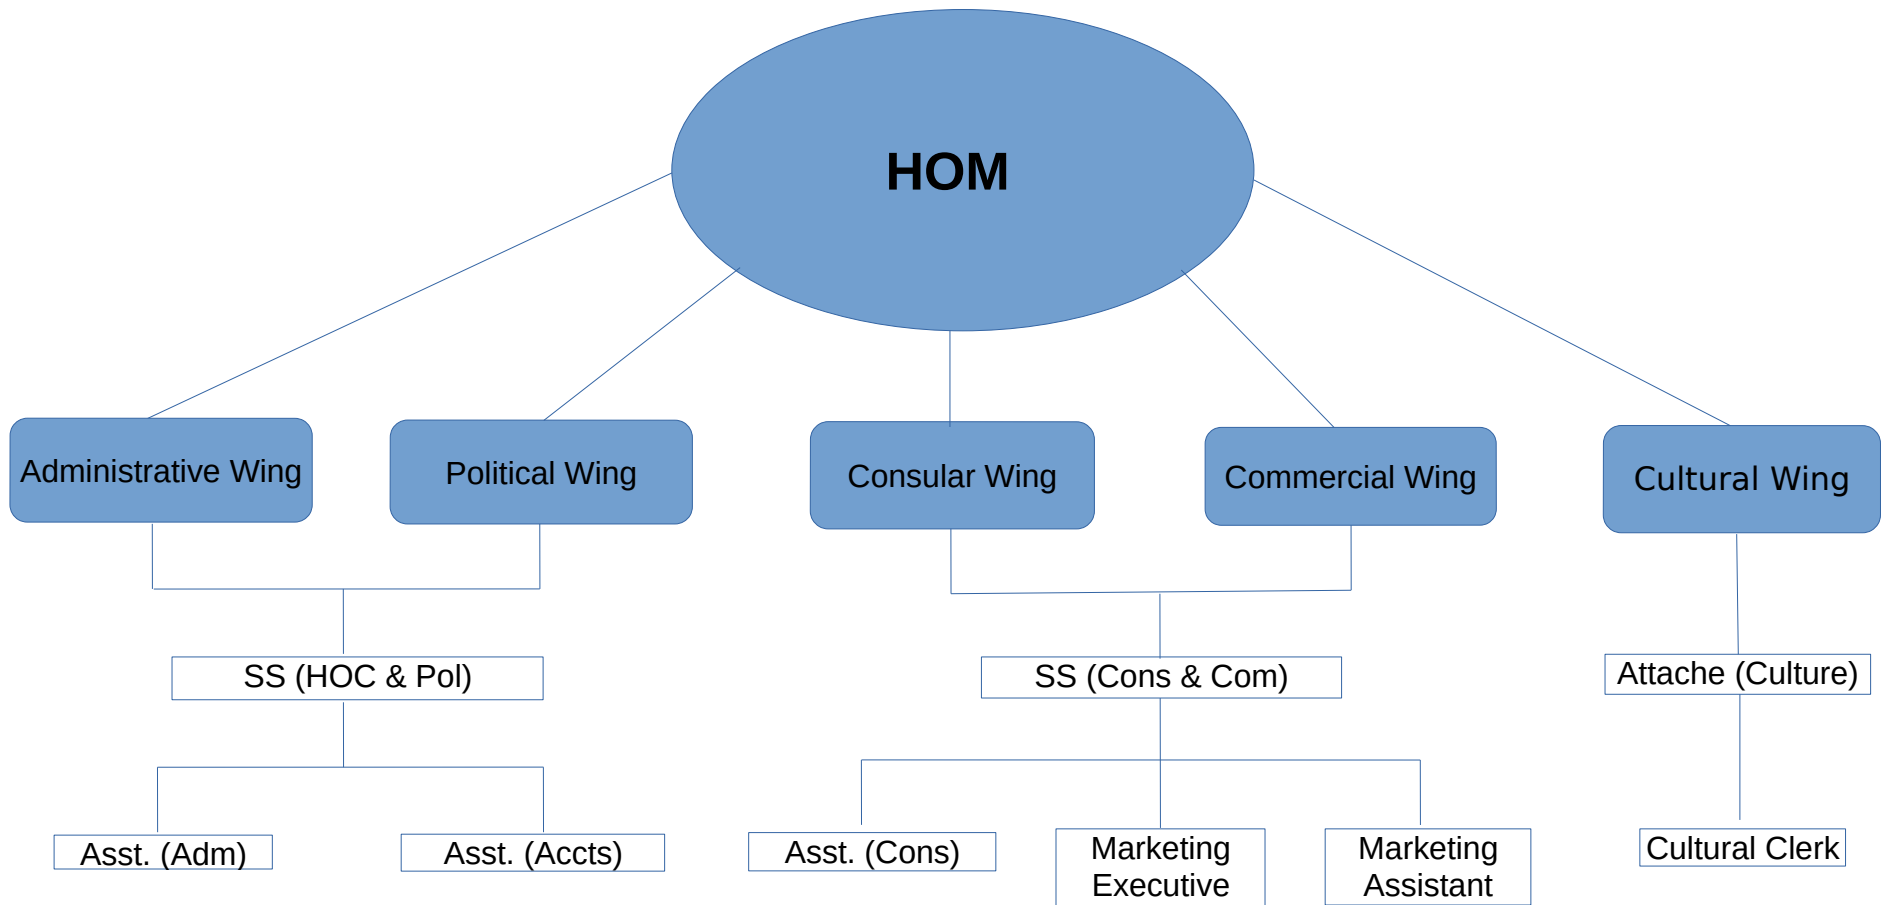 HOM
Administrative Wing
Political Wing
Consular Wing
Commercial Wing
Cultural Wing
SS (HOC & Pol)
SS (Cons & Com)
Attache (Culture)
Asst. (Adm)
Asst. (Accts)
Asst. (Cons)
Marketing
Executive
Marketing
Assistant
Cultural Clerk